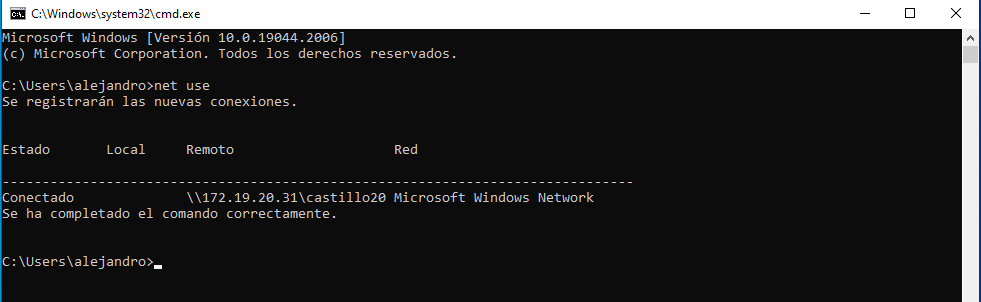 C:\Windows\system32\cmd.exe
Microsoft Windows [Versión 10.0.19044.2006]
(c) Microsoft Corporation. Todos los derechos reservados.
C:\Users\alejandro>net use
Se registrarán las nuevas conexiones.
Estado       Local     Remoto                    Red
-------------------------------------------------------------------------------
Conectado              \\172.19.20.31\castillo20 Microsoft Windows Network
Se ha completado el comando correctamente.
C:\Users\alejandro>